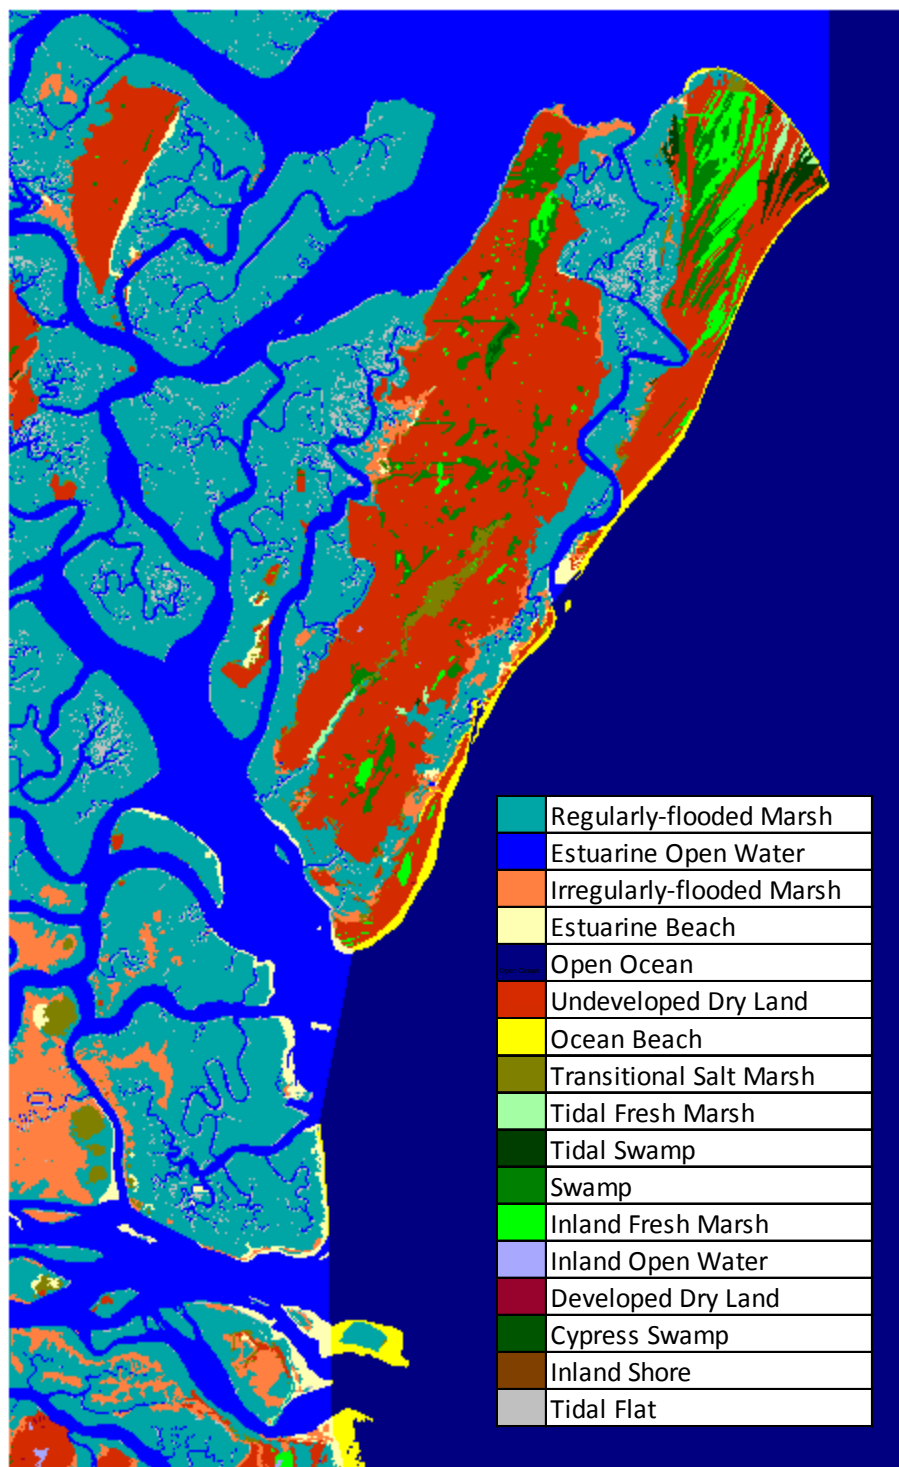 Regularly-flooded Marsh
Estuarine Open Water
Irregularly-flooded Marsh
Estuarine Beach
Open Ocean
Undeveloped Dry Land
Ocean Beach
Transitional Salt Marsh
Tidal Fresh Marsh
Tidal Swamp
Swamp
Inland Fresh Marsh
Inland Open Water
Developed Dry Land
Cypress Swamp
Inland Shore
Tidal Flat